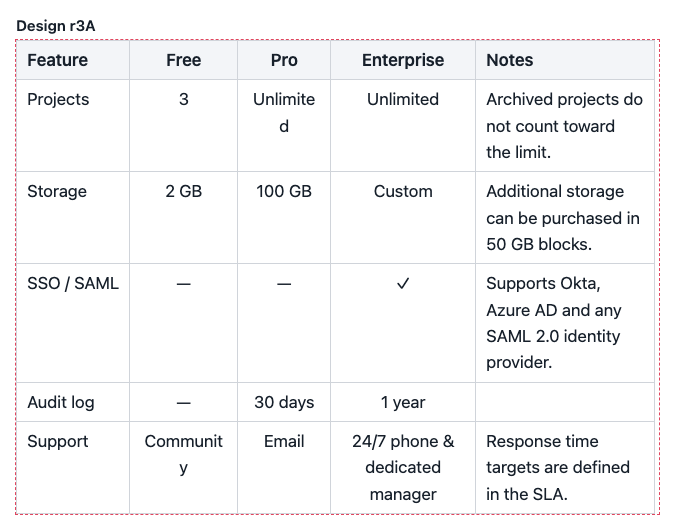 Design r3A
Feature Free Pro Enterprise Notes
Projects 3 Unlimite Unlimited Archived projects do
d not count toward
the limit.
Storage 2 GB 100 GB Custom Additional storage
can be purchased in
50 GB blocks.
SSO / SAML — — ✓ Supports Okta,
Azure AD and any
SAML 2.0 identity
provider.
Audit log — 30 days 1 year
Support Communit Email 24/7 phone & Response time
y dedicated targets are defined
manager in the SLA.